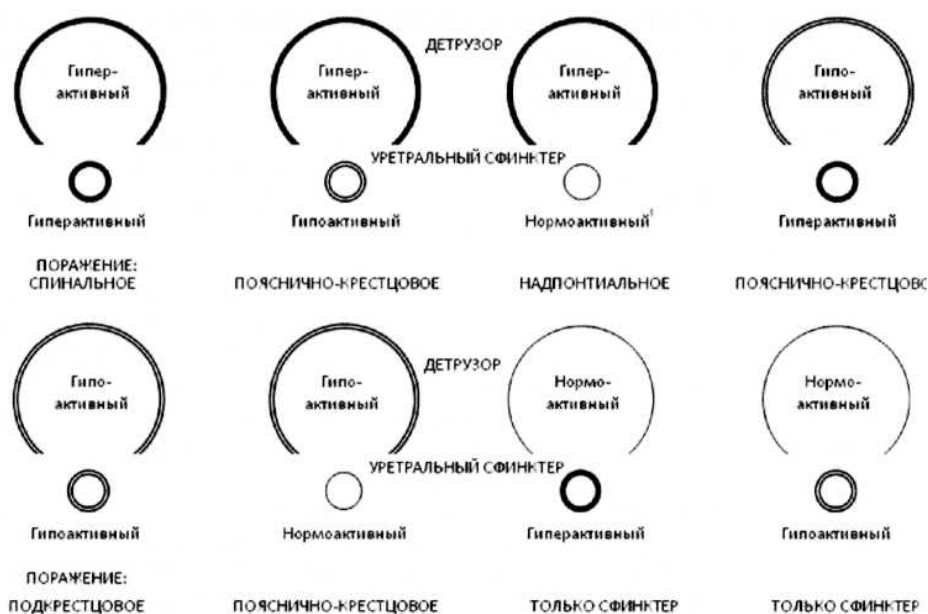 ДЕТРУЗОР
Гипер-
активный
Гипер-
активный
Гипер-
активный
Гипо-
активный
УРЕТРАЛЬНЫЙ СФИНКТЕР
Гиперактивный
Гипоактивный
Нормоактивный
Гиперактивный
ПОРАЖЕНИЕ:
СПИНАЛЬНОЕ
ПОЯСНИЧНО-КРЕСТЦОВОЕ
НАДПОНТИАЛЬНОЕ
ПОЯСНИЧНО-КРЕСТЦОВО
ДЕТРУЗОР
Гипо-
активный
Гипо-
активный
Нормо-
активный
Нормо-
активный
УРЕТРАЛЬНЫЙ СФИНКТЕР
Гипоактивный
Нормоактивный
Гиперактивный
Гипоактивный
ПОРАЖЕНИЕ:
ПОДКРЕСТЦОВОЕ
ПОЯСНИЧНО-КРЕСТЦОВОЕ
ТОЛЬКО СФИНКТЕР
ТОЛЬКО СФИНКТЕР